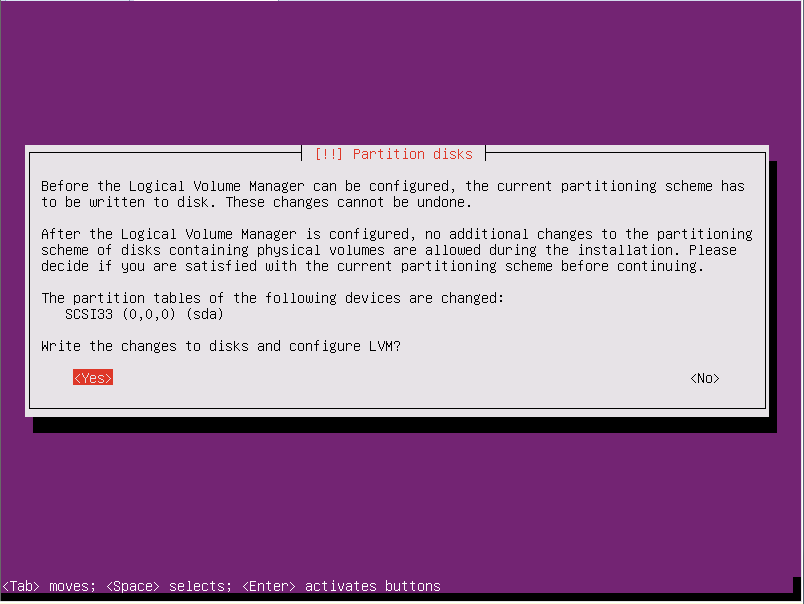 [!!] Partition disks
Before the Logical Volume Manager can be configured, the current partitioning scheme has
to be written to disk. These changes cannot be undone.
After the Logical Volume Manager is configured, no additional changes to the partitioning
scheme of disks containing physical volumes are allowed during the installation. Please
decide if you are satisfied with the current partitioning scheme before continuing.
The partition tables of the following devices are changed:
SCSI33 (0,0,0) (sda)
Write the changes to disks and configure LVM?
<Yes> <No>
<Tab> moves; <Space> selects; <Enter> activates buttons